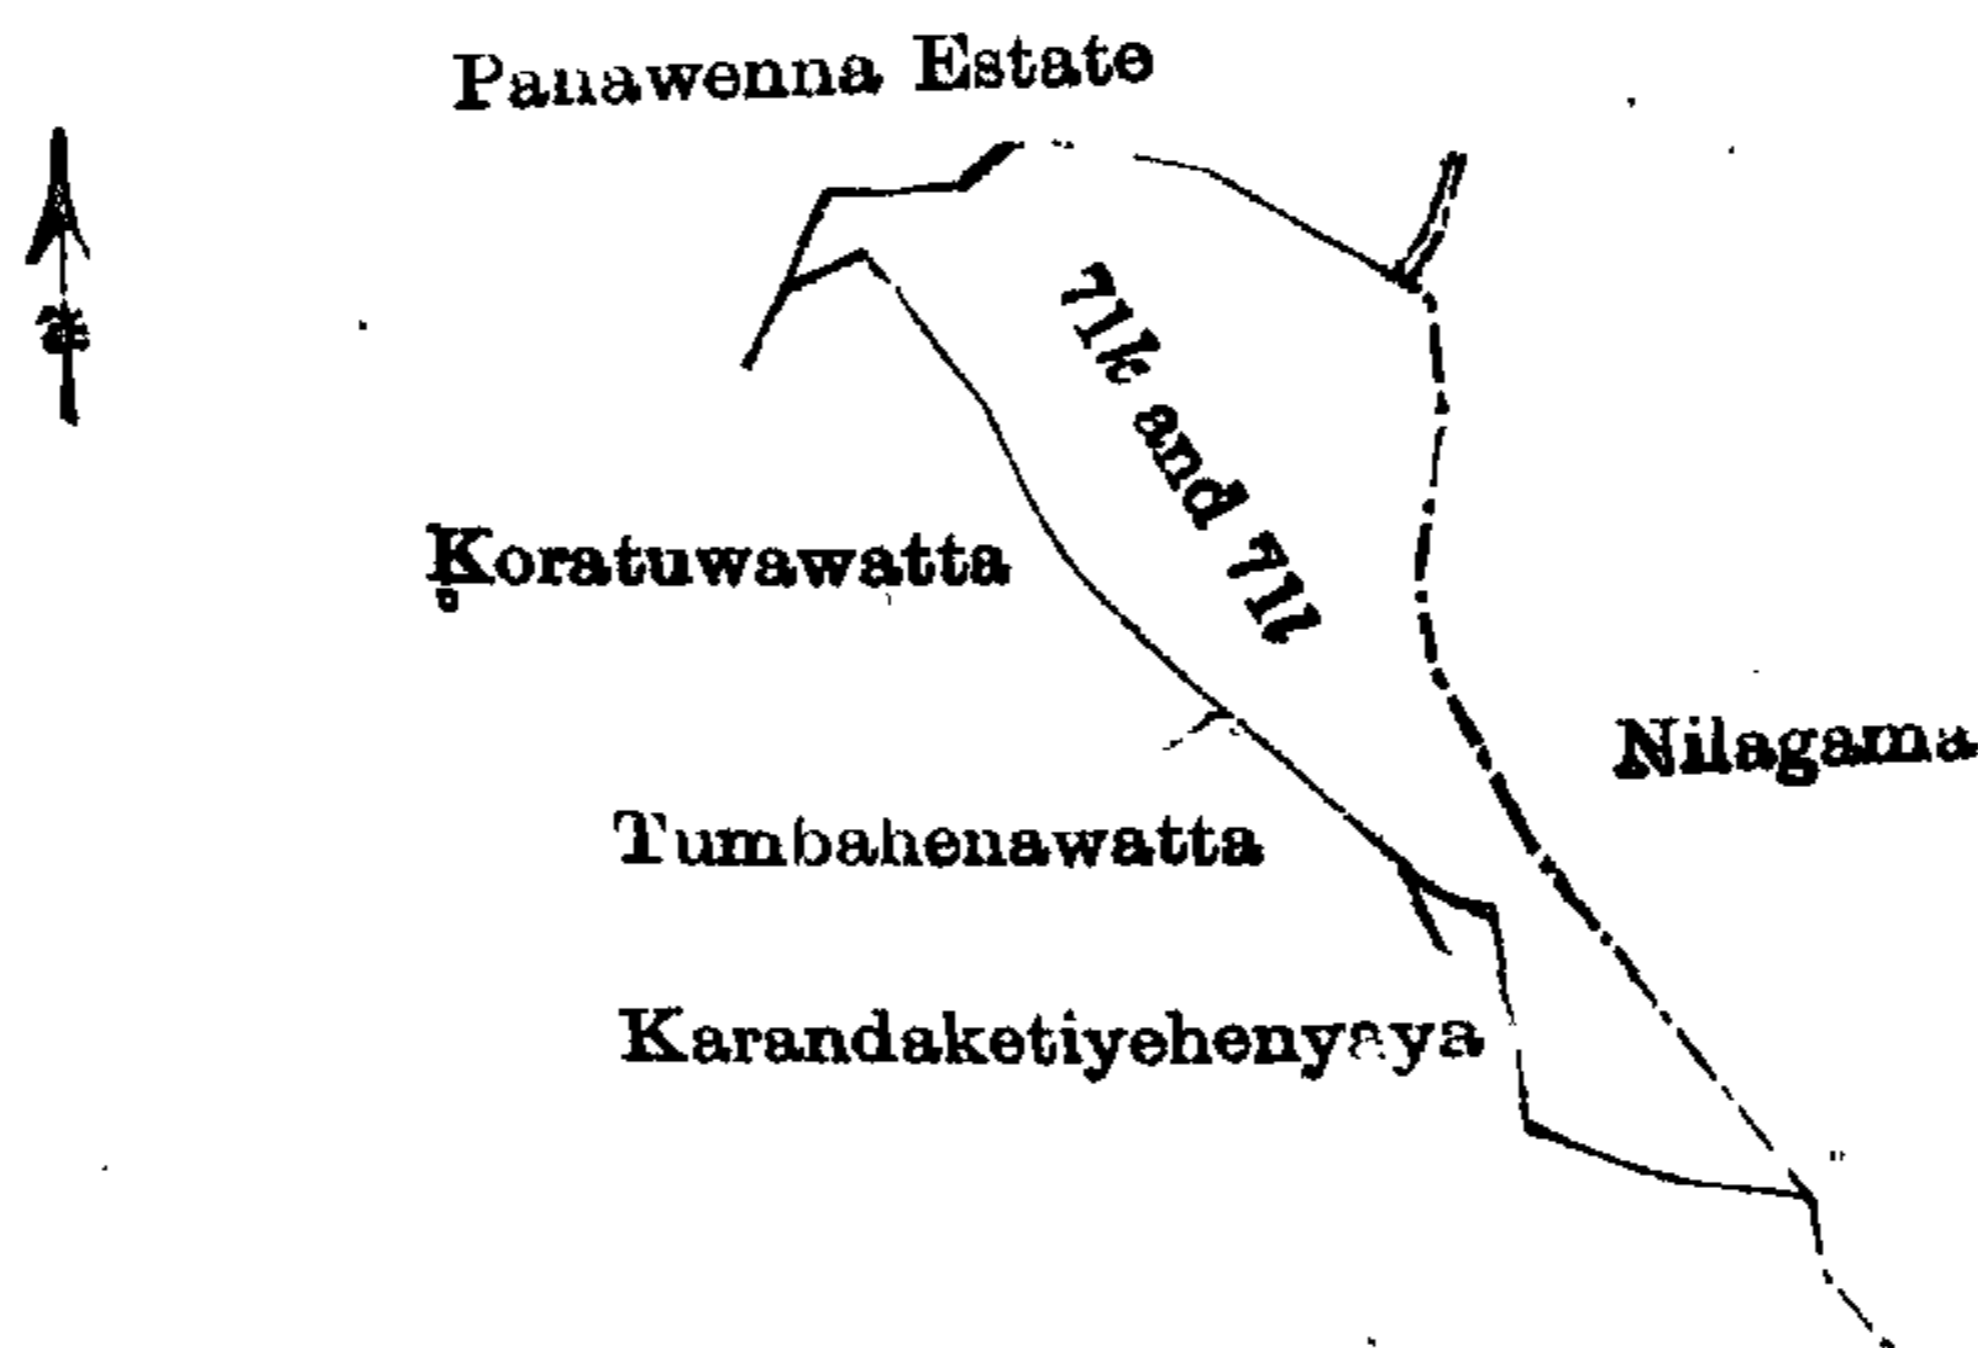 Panawenna Estate
71k and 71l
Koratuwawatta
Nilagama
Tumbahenawatta
Karandaketiyehenyaya